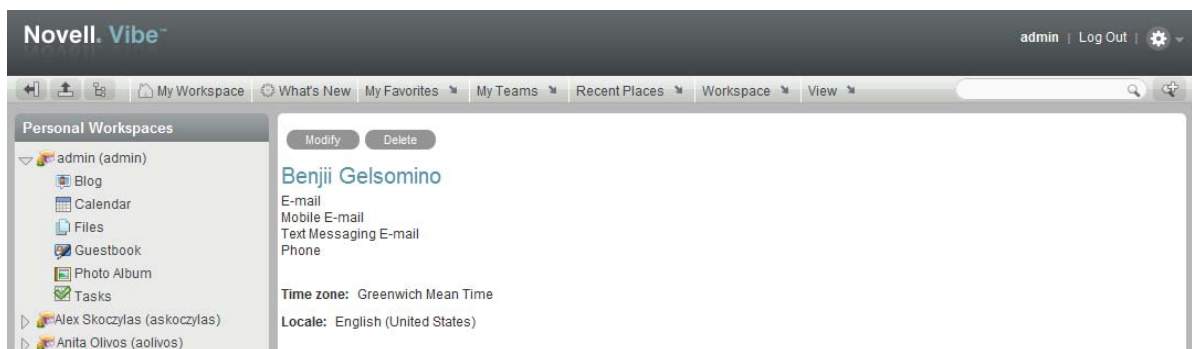 Novell. Vibe™
admin | Log Out |
My Workspace What's New My Favorites My Teams Recent Places Workspace View
Personal Workspaces
admin (admin)
Blog
Calendar
Files
Guestbook
Photo Album
Tasks
Alex Skoczylas (askoczylas)
Anita Olivos (aolivos)
Modify Delete
Benjii Gelsomino
E-mail
Mobile E-mail
Text Messaging E-mail
Phone
Time zone: Greenwich Mean Time
Locale: English (United States)